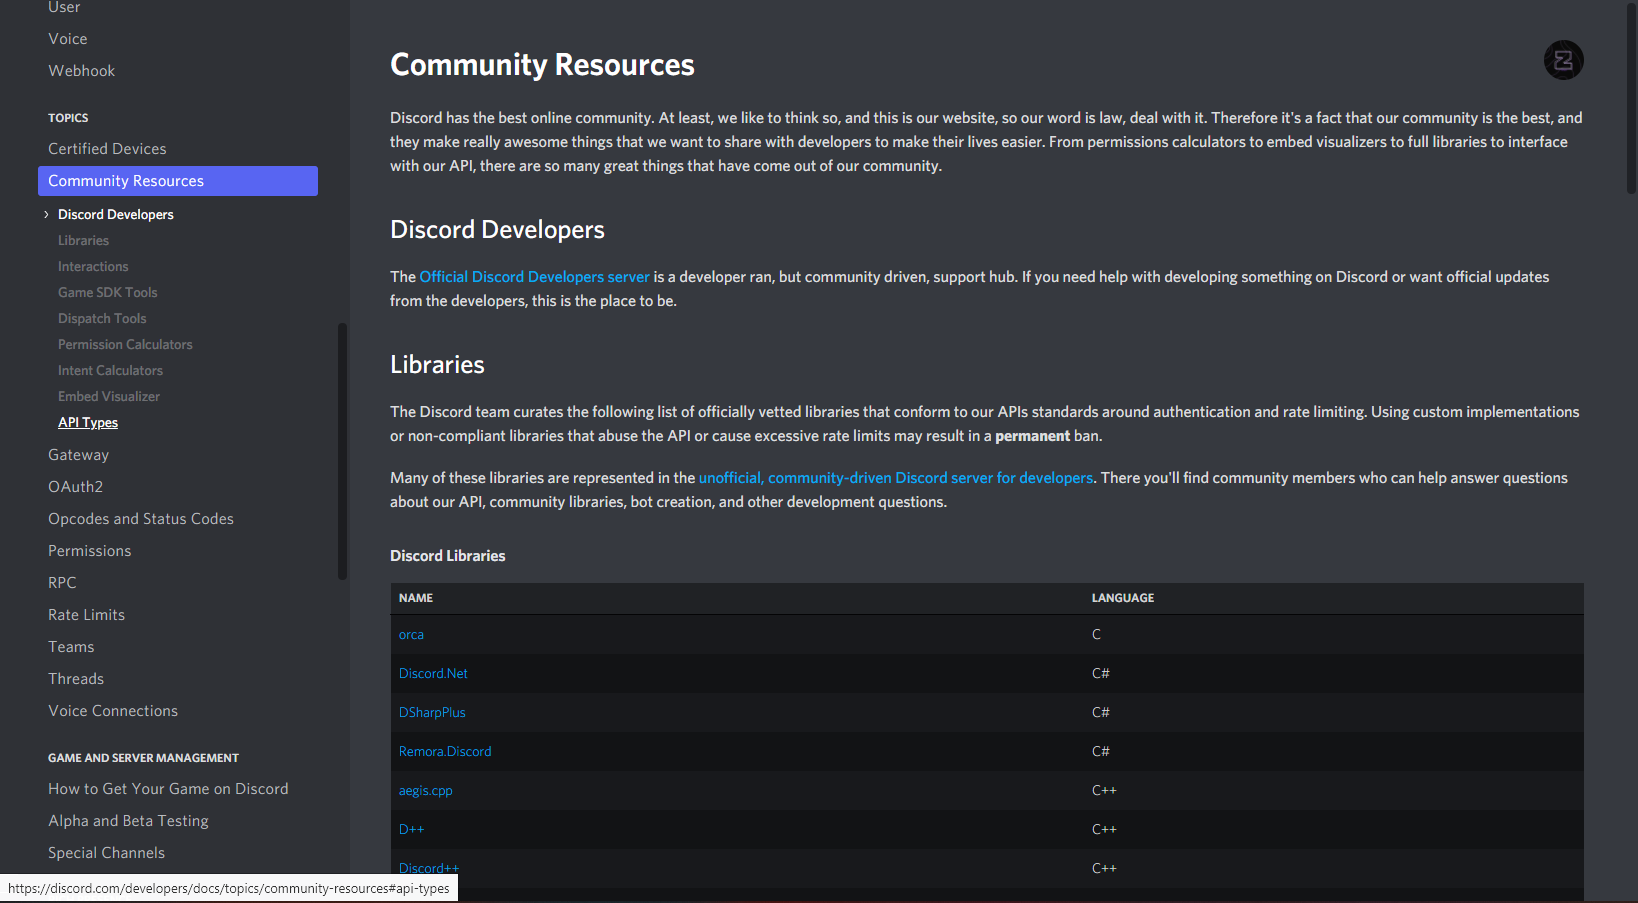 User
Voice
Webhook
TOPICS
Certified Devices
Community Resources
Discord Developers
Libraries
Interactions
Game SDK Tools
Dispatch Tools
Permission Calculators
Intent Calculators
Embed Visualizer
API Types
Gateway
OAuth2
Opcodes and Status Codes
Permissions
RPC
Rate Limits
Teams
Threads
Voice Connections
GAME AND SERVER MANAGEMENT
How to Get Your Game on Discord
Alpha and Beta Testing
Special Channels
https://discord.com/developers/docs/topics/community-resources#api-types
Community Resources
Discord has the best online community. At least, we like to think so, and this is our website, so our word is law, deal with it. Therefore it's a fact that our community is the best, and
they make really awesome things that we want to share with developers to make their lives easier. From permissions calculators to embed visualizers to full libraries to interface
with our API, there are so many great things that have come out of our community.
Discord Developers
The Official Discord Developers server is a developer ran, but community driven, support hub. If you need help with developing something on Discord or want official updates
from the developers, this is the place to be.
Libraries
The Discord team curates the following list of officially vetted libraries that conform to our APIs standards around authentication and rate limiting. Using custom implementations
or non-compliant libraries that abuse the API or cause excessive rate limits may result in a permanent ban.
Many of these libraries are represented in the unofficial, community-driven Discord server for developers. There you'll find community members who can help answer questions
about our API, community libraries, bot creation, and other development questions.
Discord Libraries
NAME LANGUAGE
orca C
Discord.Net C#
DSharpPlus C#
Remora.Discord C#
aegis.cpp C++
D++ C++
Discord++ C++